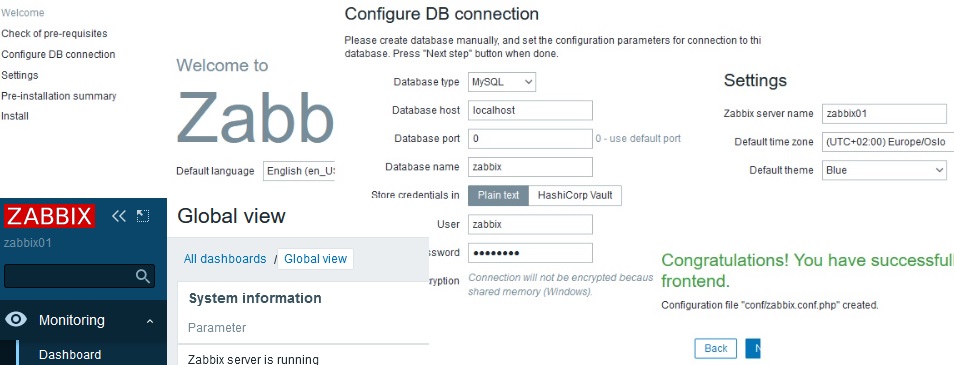 Welcome
Check of pre-requisites
Configure DB connection
Settings
Pre-installation summary
Install
Welcome to
Zabb
Default language English (en_US
Configure DB connection
Please create database manually, and set the configuration parameters for connection to thi
database. Press "Next step" button when done.
Database type MySQL
Database host localhost
Database port 0 0 - use default port
Database name zabbix
Store credentials in Plain text HashiCorp Vault
User zabbix
ssword ●●●●●●●●
ryption Connection will not be encrypted becaus
shared memory (Windows).
Settings
Zabbix server name zabbix01
Default time zone (UTC+02:00) Europe/Oslo
Default theme Blue
ZABBIX
zabbix01
Monitoring
Dashboard
Global view
All dashboards / Global view
System information
Parameter
Zabbix server is running
Congratulations! You have successful
frontend.
Configuration file "conf/zabbix.conf.php" created.
Back